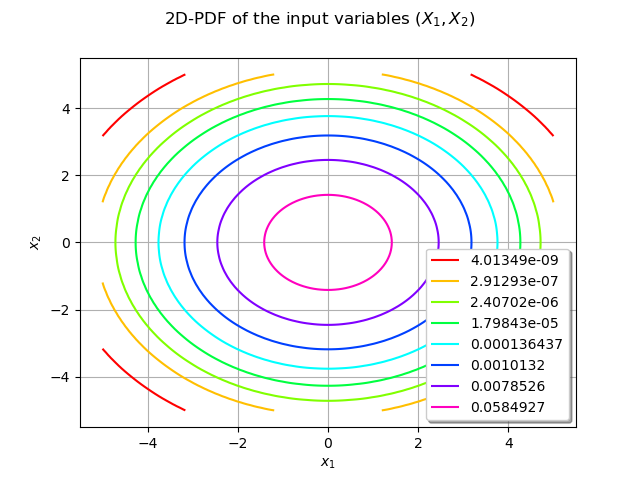 2D-PDF of the input variables (X₁, X₂)
x₂
4
2
0
−2
−4
−4
−2
0
2
4
x₁
4.01349e-09
2.91293e-07
2.40702e-06
1.79843e-05
0.000136437
0.0010132
0.0078526
0.0584927